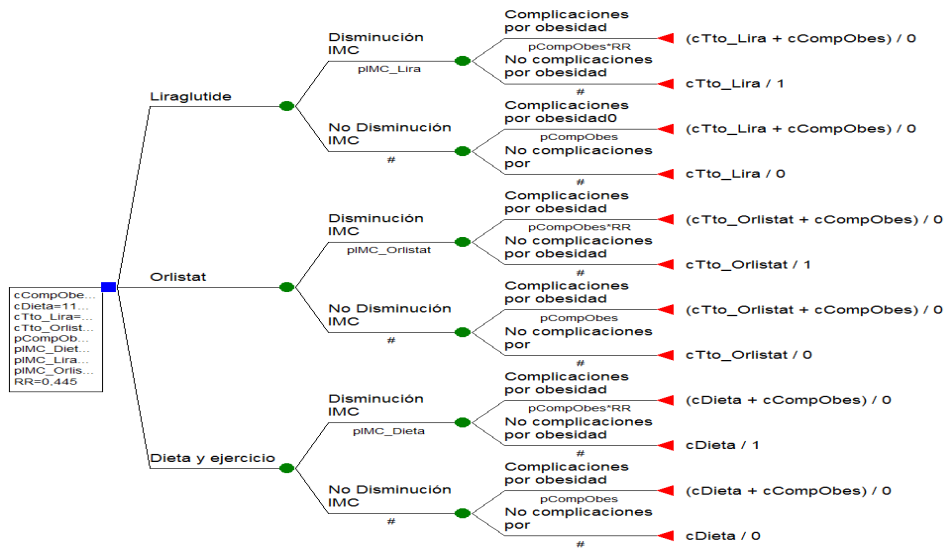 Complicaciones
por obesidad
pCompObes*RR
(cTto_Lira + cCompObes) / 0
Disminución
IMC
pIMC_Lira
No complicaciones
por obesidad
#
cTto_Lira / 1
Liraglutide
Complicaciones
por obesidad0
pCompObes
(cTto_Lira + cCompObes) / 0
No Disminución
IMC
#
No complicaciones
por
#
cTto_Lira / 0
Complicaciones
por obesidad
pCompObes*RR
(cTto_Orlistat + cCompObes) / 0
Disminución
IMC
pIMC_Orlistat
No complicaciones
por obesidad
#
cTto_Orlistat / 1
Orlistat
Complicaciones
por obesidad
pCompObes
(cTto_Orlistat + cCompObes) / 0
No Disminución
IMC
#
No complicaciones
por
#
cTto_Orlistat / 0
cCompObe...
cDieta=11...
cTto_Lira=...
cTto_Orlist...
pCompOb...
pIMC_Diet...
pIMC_Lira...
pIMC_Orlis...
RR=0,445
Complicaciones
por obesidad
pCompObes*RR
(cDieta + cCompObes) / 0
Disminución
IMC
pIMC_Dieta
No complicaciones
por obesidad
#
cDieta / 1
Dieta y ejercicio
Complicaciones
por obesidad
pCompObes
(cDieta + cCompObes) / 0
No Disminución
IMC
#
No complicaciones
por
#
cDieta / 0